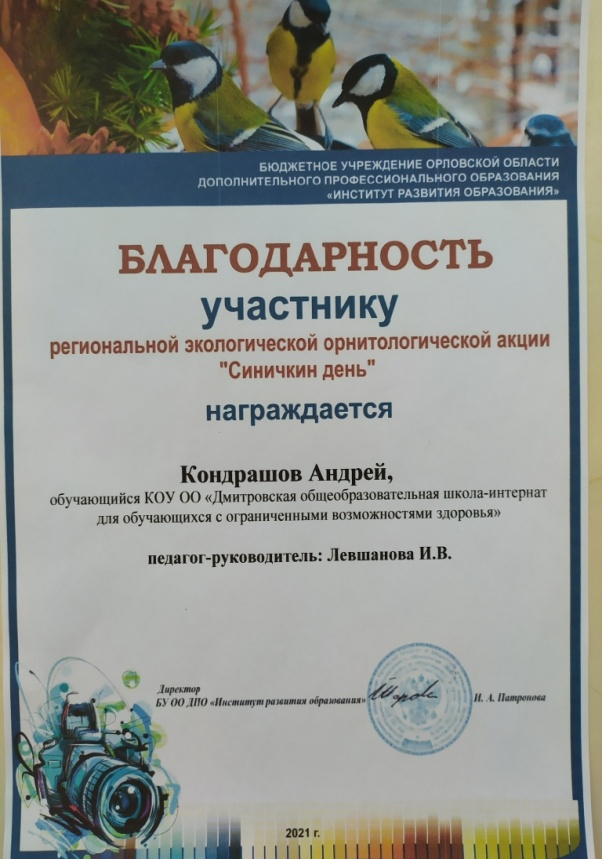 БЮДЖЕТНОЕ УЧРЕЖДЕНИЕ ОРЛОВСКОЙ ОБЛАСТИ
ДОПОЛНИТЕЛЬНОГО ПРОФЕССИОНАЛЬНОГО ОБРАЗОВАНИЯ
«ИНСТИТУТ РАЗВИТИЯ ОБРАЗОВАНИЯ»
БЛАГОДАРНОСТЬ
участнику
региональной экологической орнитологической акции
"Синичкин день"
награждается
Кондрашов Андрей,
обучающийся КОУ ОО «Дмитровская общеобразовательная школа-интернат
для обучающихся с ограниченными возможностями здоровья»
педагог-руководитель: Левшанова И.В.
Директор
БУ ОО ДПО «Институт развития образования»
И. А. Патронова
2021 г.